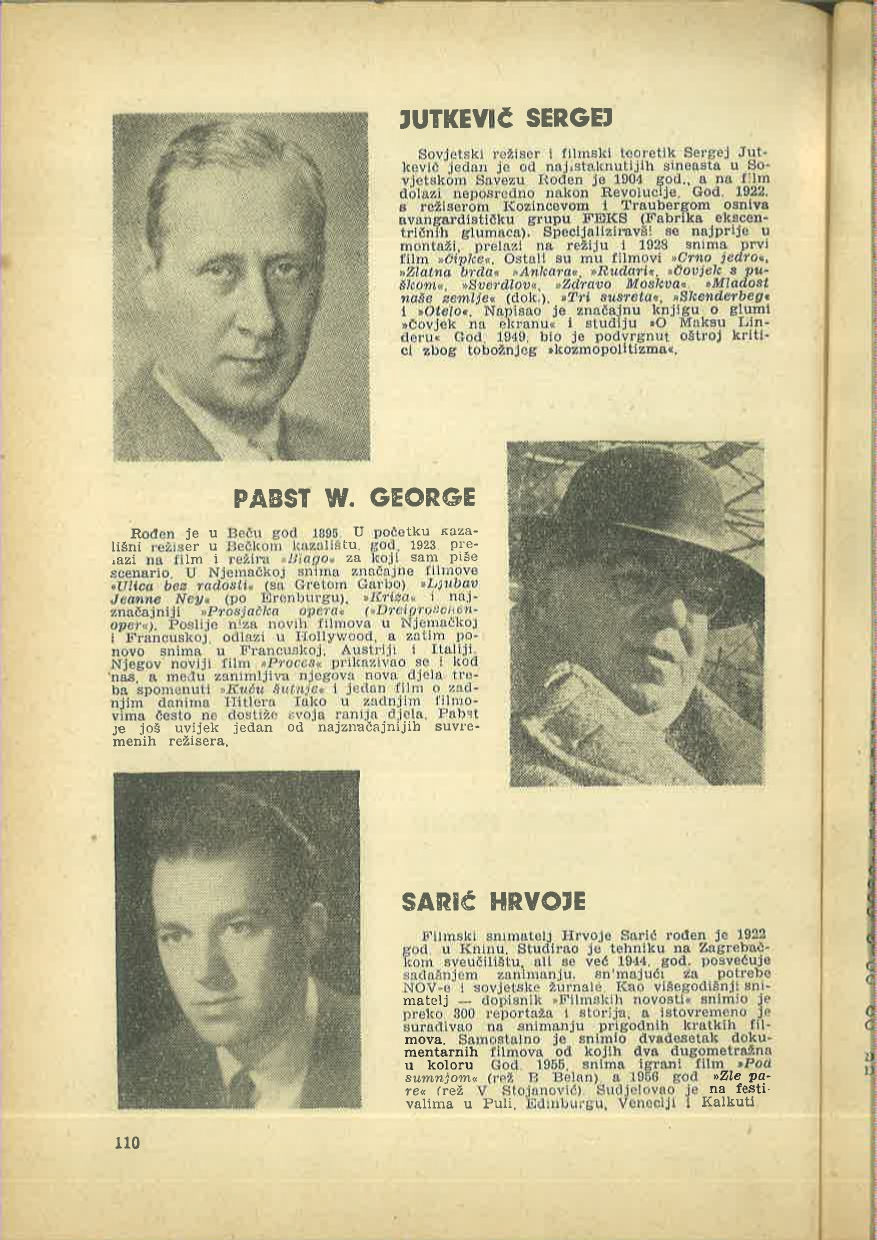 JUTKEVIČ SERGEJ
Sovjetski režiser i filmski teoretik Sergej Jut-
kevič jedan je od najistaknutijih sineasta u So-
vjetskom Savezu Rođen je 1904 god., a na film
dolazi neposredno nakon Revolucije. God. 1922.
s režiserom Kozincevom i Traubergom osniva
avangardističku grupu FEKS (Fabrika ekscen-
tričnih glumaca). Specijaliziravši se najprije u
montaži, prelazi na režiju i 1928 snima prvi
film »Čipke«. Ostali su mu filmovi »Crno jedro«,
»Zlatna brda« »Ankara«, »Rudari«, »Čovjek s pu-
škom«, »Sverdlov«, »Zdravo Moskva«, »Mladost
naše zemlje« (dok.), »Tri susreta«, »Skenderbeg«
i »Otelo«. Napisao je značajnu knjigu o glumi
»Čovjek na ekranu« i studiju »O Maksu Lin-
deru« God. 1949. bio je podvrgnut oštroj kriti-
ci zbog tobožnjeg »kozmopolitizma«.
PABST W. GEORGE
Rođen je u Beču god 1895 U početku kaza-
lišni režiser u Bečkom kazalištu, god. 1923 pre-
lazi na film i režira »Blago« za koji sam piše
scenario. U Njemačkoj snima značajne filmove
»Ulica bez radosti« (sa Gretom Garbo), »Ljubav
Jeanne Ney« (po Erenburgu), »Kriza« i naj-
značajniji »Prosjačka opera« (»Dreigroschen-
oper«). Poslije niza novih filmova u Njemačkoj
i Francuskoj, odlazi u Hollywood, a zatim po-
novo snima u Francuskoj, Austriji i Italiji.
Njegov noviji film »Proces« prikazivao se i kod
nas, a među zanimljiva njegova nova djela tre-
ba spomenuti »Kuću šutnje« i jedan film o zad-
njim danima Hitlera Iako u zadnjim filmo-
vima često ne dostiže svoja ranija djela, Pabst
je još uvijek jedan od najznačajnijih suvre-
menih režisera.
SARIĆ HRVOJE
Filmski snimatelj Hrvoje Sarić rođen je 1922
god. u Kninu. Studirao je tehniku na Zagrebač-
kom sveučilištu, ali se već 1944. god. posvećuje
sadašnjem zanimanju, sn'majući za potrebe
NOV-e i sovjetske žurnale. Kao višegodišnji sni-
matelj — dopisnik »Filmskih novosti« snimio je
preko 300 reportaža i storija, a istovremeno je
surađivao na snimanju prigodnih kratkih fil-
mova. Samostalno je snimio dvadesetak doku-
mentarnih filmova od kojih dva dugometražna
u koloru God. 1955. snima igrani film »Pod
sumnjom« (rež B Belan) a 1956 god »Zle pa-
re« (rež V Stojanović) Sudjelovao je na festi-
valima u Puli, Edinburgu, Veneciji i Kalkuti
110